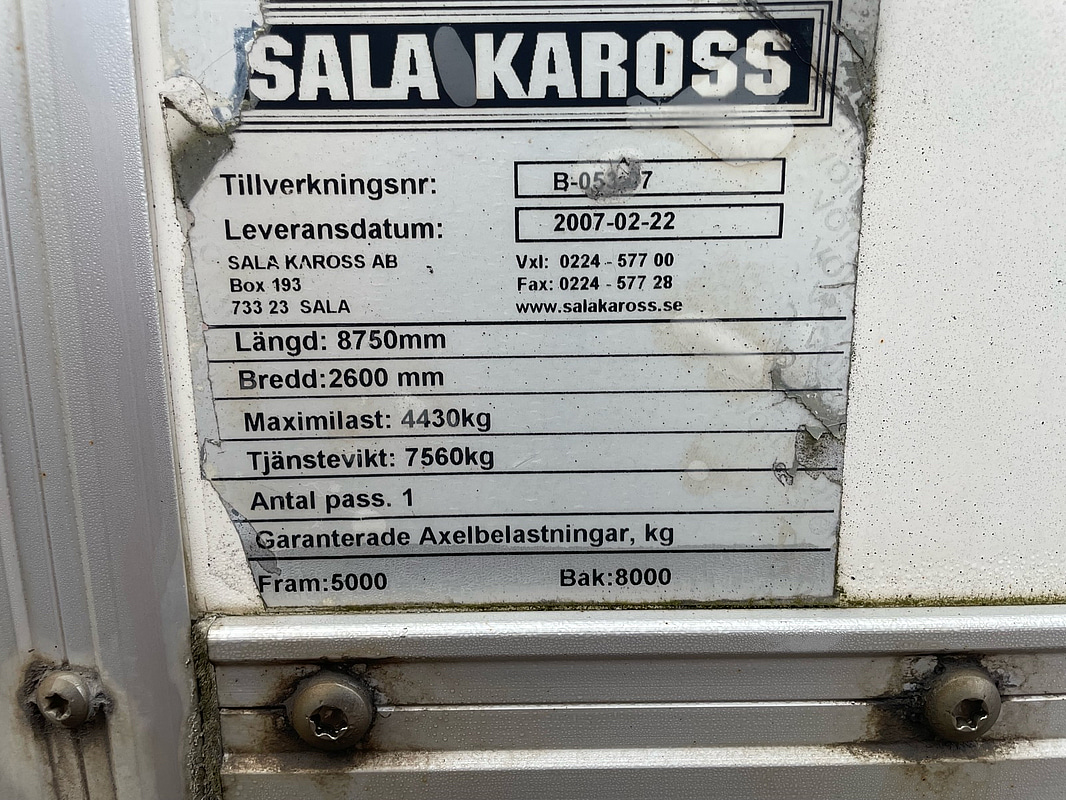 SALA KAROSS
Tillverkningsnr:
Leveransdatum: 2007-02-22
SALA KAROSS AB Vxl: 0224 - 577 00
Box 193 Fax: 0224 - 577 28
733 23 SALA www.salakaross.se
Längd: 8750mm
Bredd:2600 mm
Maximilast: 4430kg
Tjänstevikt: 7560kg
Antal pass. 1
Garanterade Axelbelastningar, kg
Fram:5000 Bak:8000